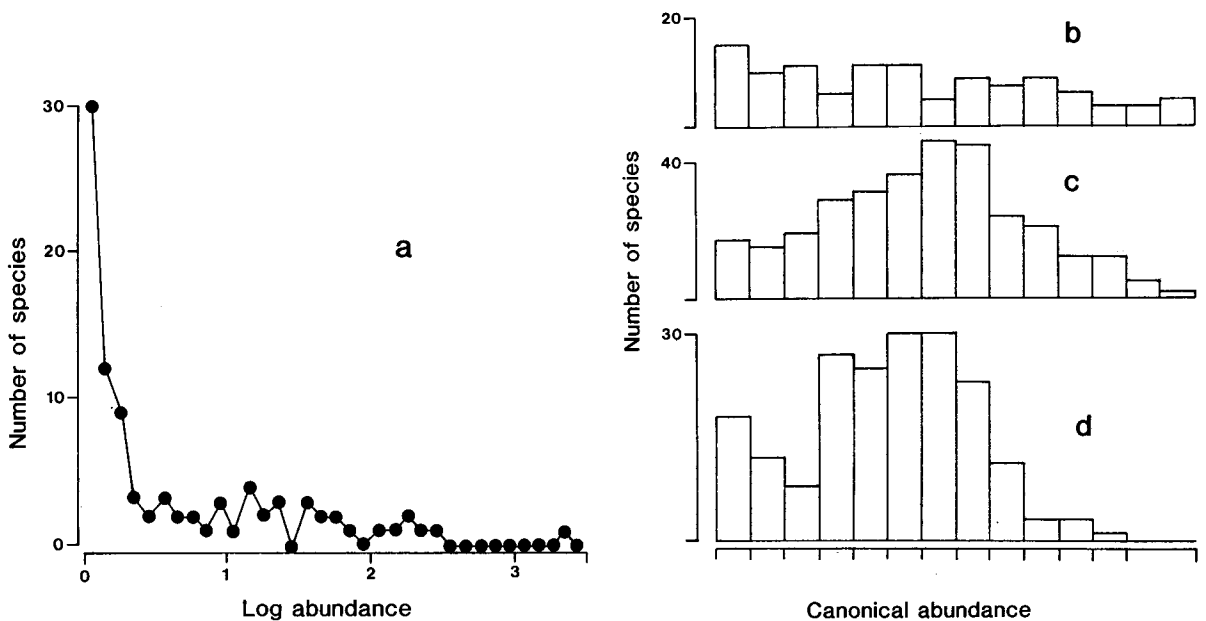 a
30
20
10
0
Number of species
0 1 2 3
Log abundance
b
20
c
40
d
30
Number of species
Canonical abundance